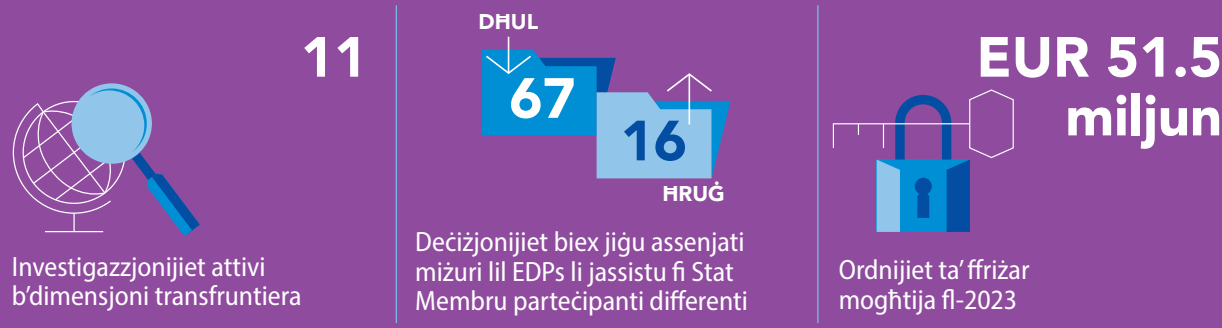 11
Investigazzjonijiet attivi
b'dimensjoni transfruntiera
DĦUL
67
16
ĦRUĠ
Deċiżjonijiet biex jiġu assenjati
miżuri lil EDPs li jassistu fi Stat
Membru parteċipanti differenti
EUR 51.5
miljun
Ordnijiet ta' ffriżar
mogħtija fl-2023